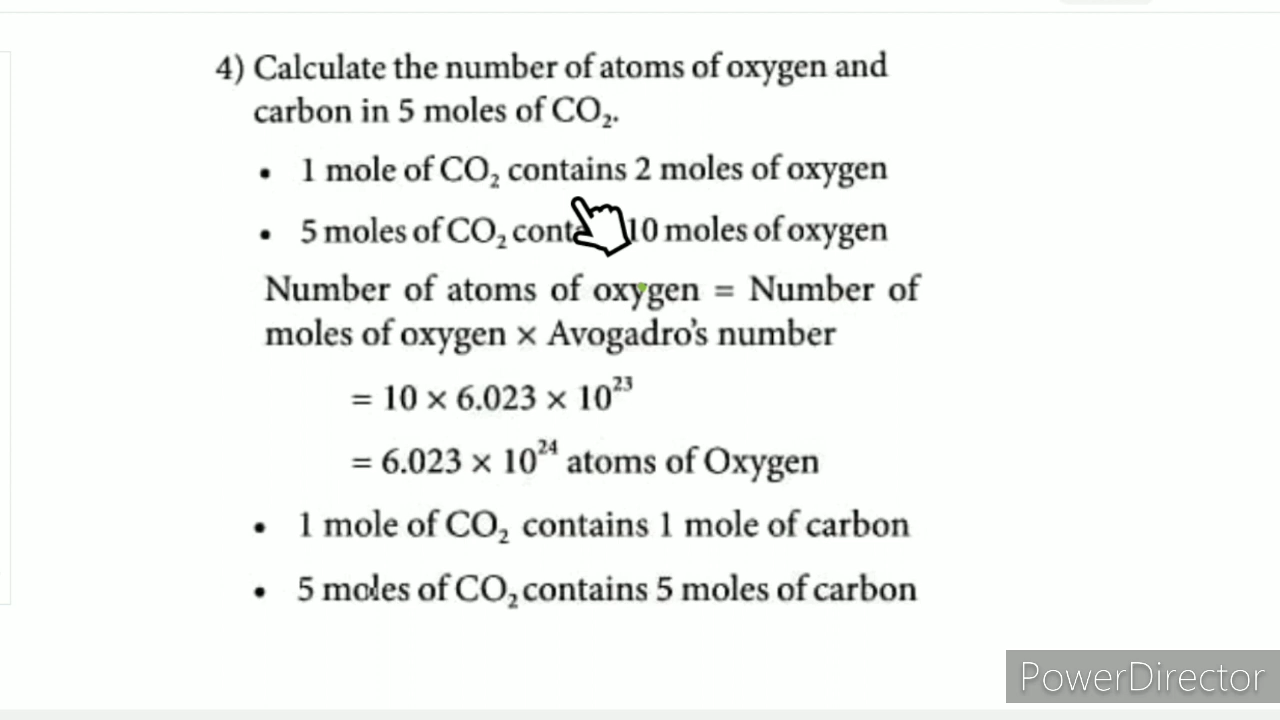 4) Calculate the number of atoms of oxygen and
carbon in 5 moles of CO₂.
• 1 mole of CO₂ contains 2 moles of oxygen
• 5 moles of CO₂ 10 moles of oxygen
Number of atoms of oxygen = Number of
moles of oxygen × Avogadro's number
= 10 × 6.023 × 10²³
= 6.023 × 10²⁴ atoms of Oxygen
• 1 mole of CO₂ contains 1 mole of carbon
• 5 moles of CO₂ contains 5 moles of carbon
PowerDirector